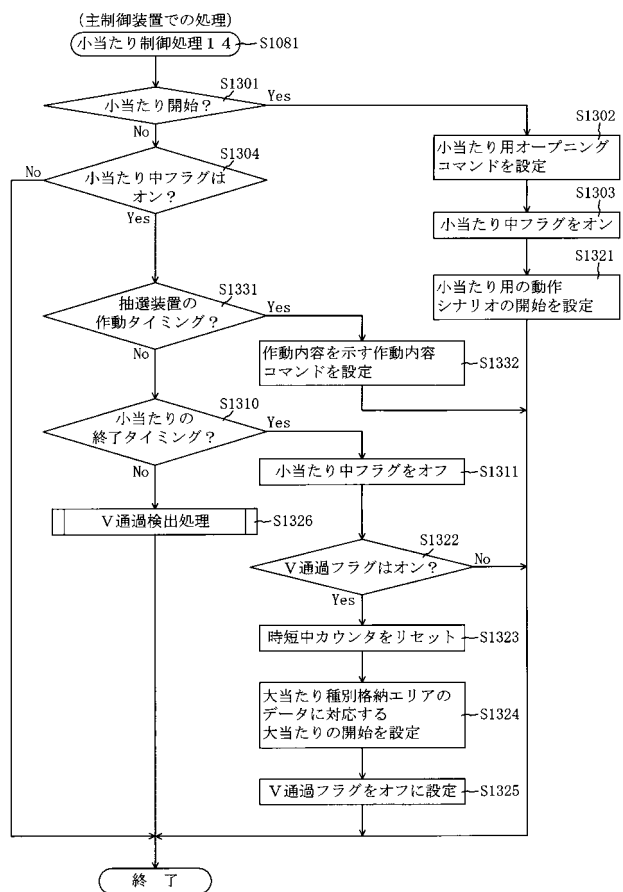 (主制御装置での処理)
小当たり制御処理14
S1081
S1301
小当たり開始?
Yes
No
S1302
小当たり用オープニング
コマンドを設定
S1304
No
小当たり中フラグは
オン?
Yes
S1303
小当たり中フラグをオン
S1321
小当たり用の動作
シナリオの開始を設定
S1331
抽選装置の
作動タイミング?
Yes
No
作動内容を示す作動内容
コマンドを設定
S1332
S1310
小当たりの
終了タイミング?
Yes
No
小当たり中フラグをオフ
S1311
V通過検出処理
S1326
S1322
V通過フラグはオン?
No
Yes
時短中カウンタをリセット
S1323
大当たり種別格納エリアの
データに対応する
大当たりの開始を設定
S1324
V通過フラグをオフに設定
S1325
終 了